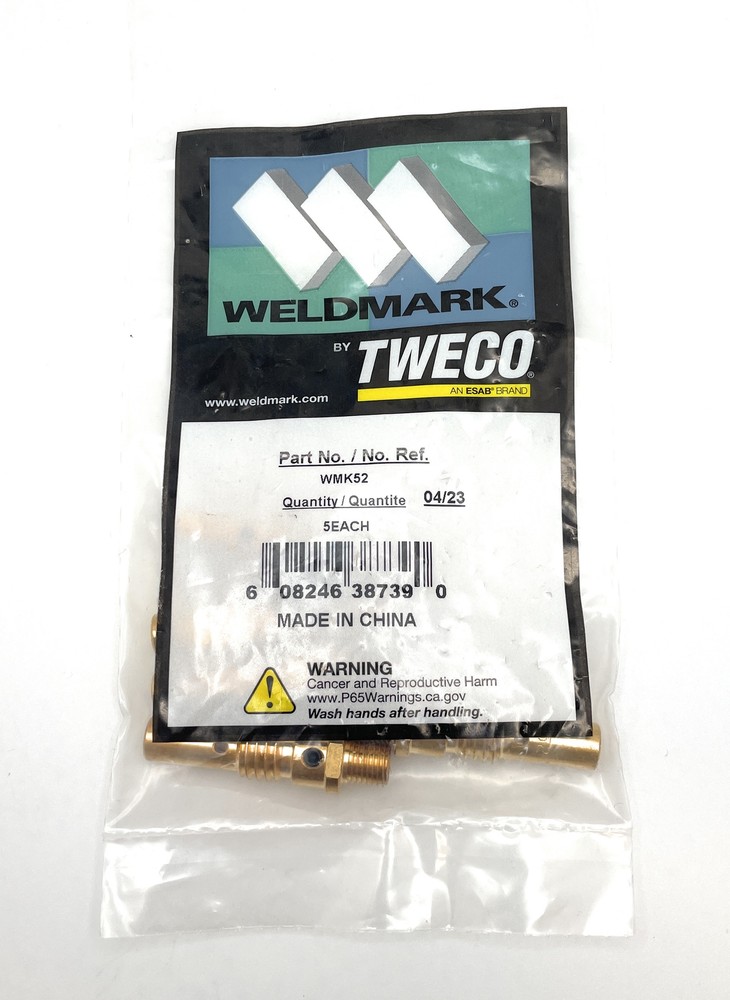 WELDMARK®
BY TWECO®
AN ESAB® BRAND
www.weldmark.com
Part No. / No. Ref.
WMK52
Quantity / Quantite 04/23
5EACH
6 08246 38739 0
MADE IN CHINA
WARNING
Cancer and Reproductive Harm
www.P65Warnings.ca.gov
Wash hands after handling.